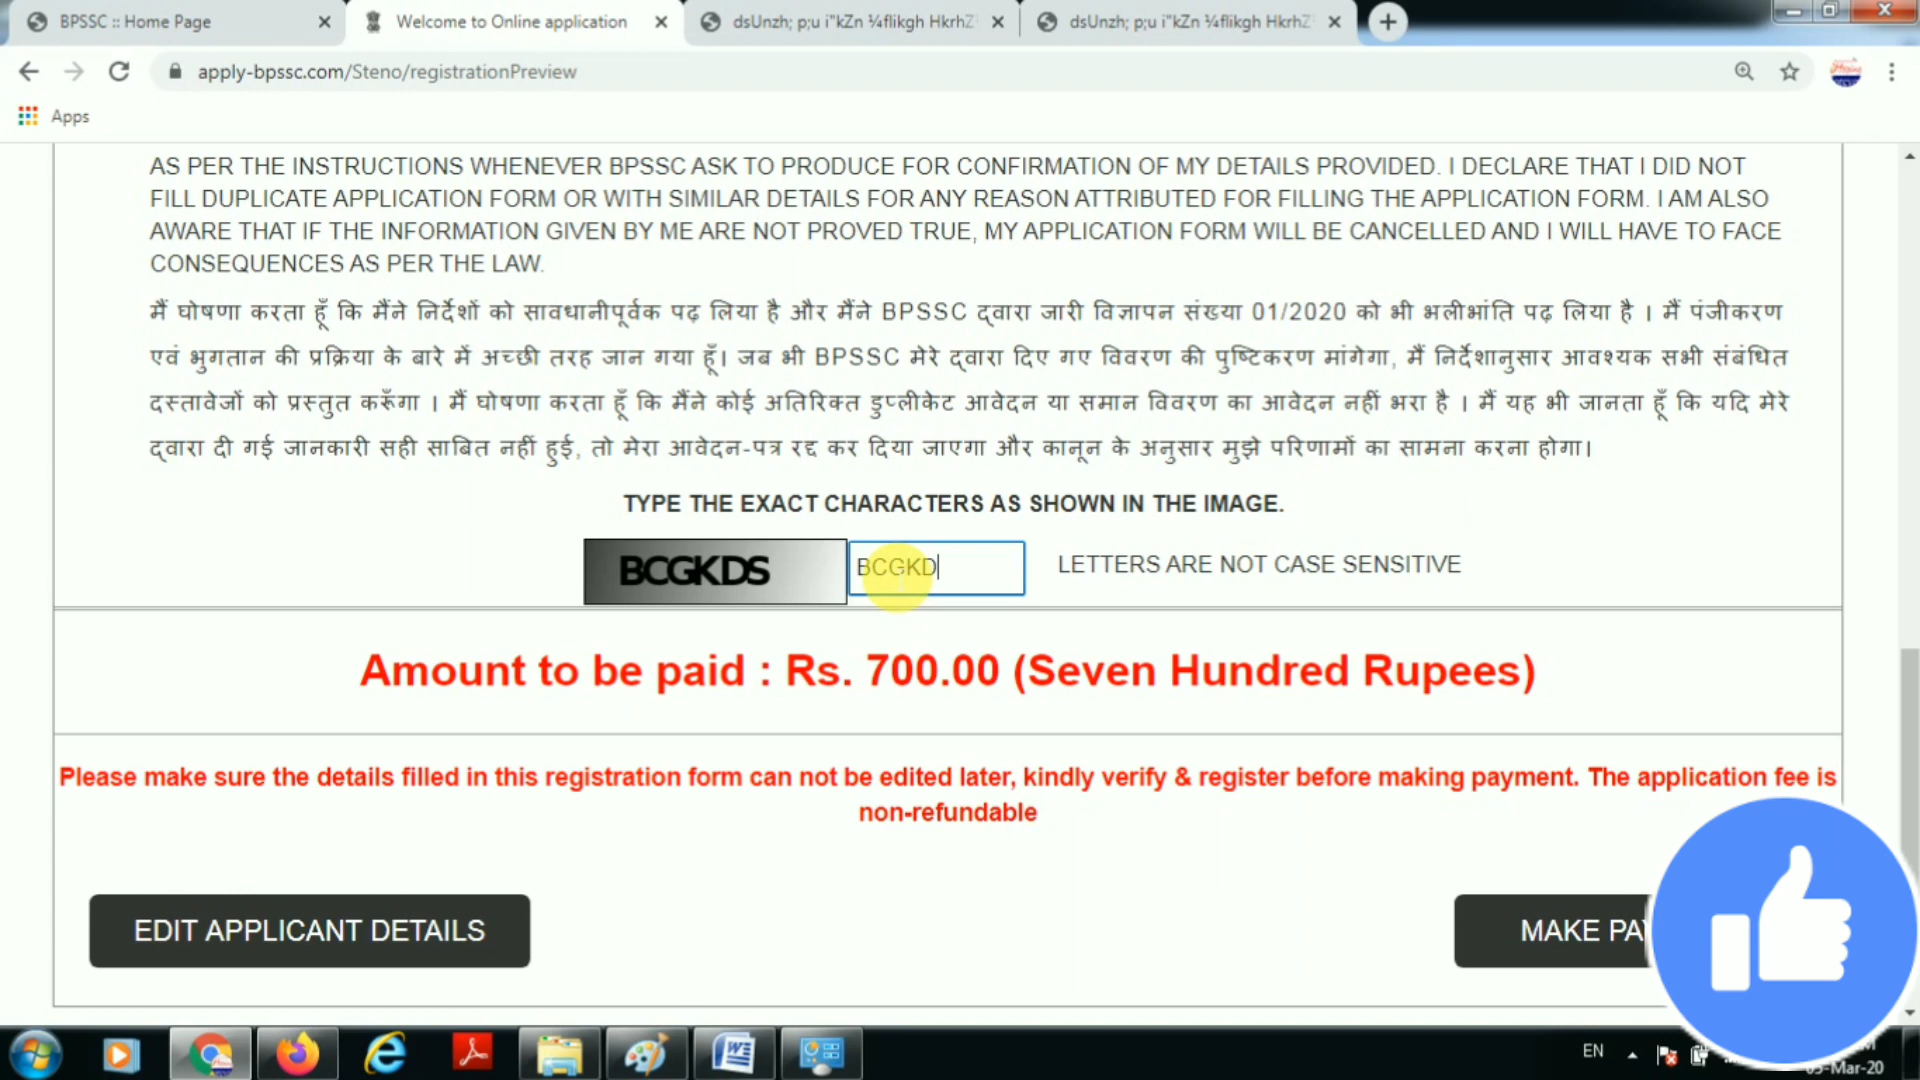 BPSSC :: Home Page
Welcome to Online application
dsUnzh; p;u i"kZn ¼flikgh HkrhZ
dsUnzh; p;u i"kZn ¼flikgh HkrhZ
apply-bpssc.com/Steno/registrationPreview
Apps
AS PER THE INSTRUCTIONS WHENEVER BPSSC ASK TO PRODUCE FOR CONFIRMATION OF MY DETAILS PROVIDED. I DECLARE THAT I DID NOT
FILL DUPLICATE APPLICATION FORM OR WITH SIMILAR DETAILS FOR ANY REASON ATTRIBUTED FOR FILLING THE APPLICATION FORM. I AM ALSO
AWARE THAT IF THE INFORMATION GIVEN BY ME ARE NOT PROVED TRUE, MY APPLICATION FORM WILL BE CANCELLED AND I WILL HAVE TO FACE
CONSEQUENCES AS PER THE LAW.
मैं घोषणा करता हूँ कि मैंने निर्देशों को सावधानीपूर्वक पढ़ लिया है और मैंने BPSSC द्वारा जारी विज्ञापन संख्या 01/2020 को भी भलीभांति पढ़ लिया है । मैं पंजीकरण
एवं भुगतान की प्रक्रिया के बारे में अच्छी तरह जान गया हूँ। जब भी BPSSC मेरे द्वारा दिए गए विवरण की पुष्टिकरण मांगेगा, मैं निर्देशानुसार आवश्यक सभी संबंधित
दस्तावेजों को प्रस्तुत करूँगा । मैं घोषणा करता हूँ कि मैंने कोई अतिरिक्त डुप्लीकेट आवेदन या समान विवरण का आवेदन नहीं भरा है । मैं यह भी जानता हूँ कि यदि मेरे
द्वारा दी गई जानकारी सही साबित नहीं हुई, तो मेरा आवेदन-पत्र रद्द कर दिया जाएगा और कानून के अनुसार मुझे परिणामों का सामना करना होगा।
TYPE THE EXACT CHARACTERS AS SHOWN IN THE IMAGE.
BCGKDS BCGKD LETTERS ARE NOT CASE SENSITIVE
Amount to be paid : Rs. 700.00 (Seven Hundred Rupees)
Please make sure the details filled in this registration form can not be edited later, kindly verify & register before making payment. The application fee is
non-refundable
EDIT APPLICANT DETAILS
MAKE PAY
EN
-Mar-20